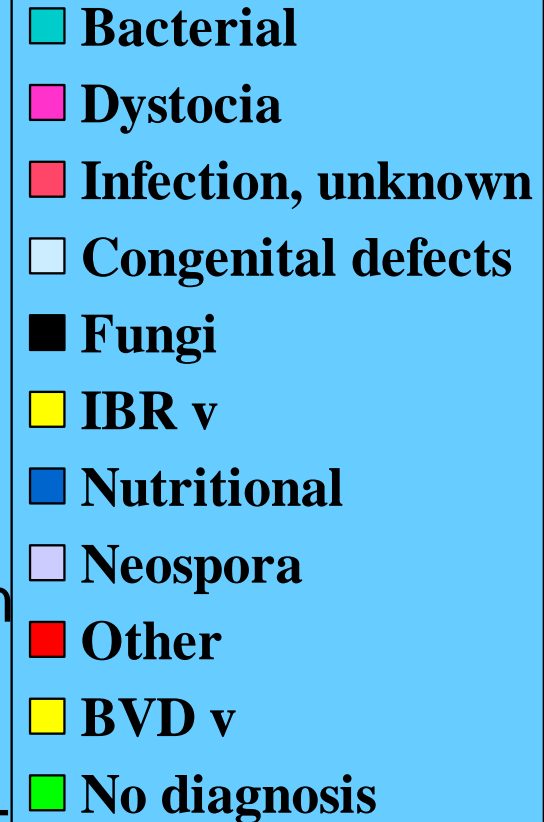 Bacterial
Dystocia
Infection, unknown
Congenital defects
Fungi
IBR v
Nutritional
Neospora
Other
BVD v
No diagnosis